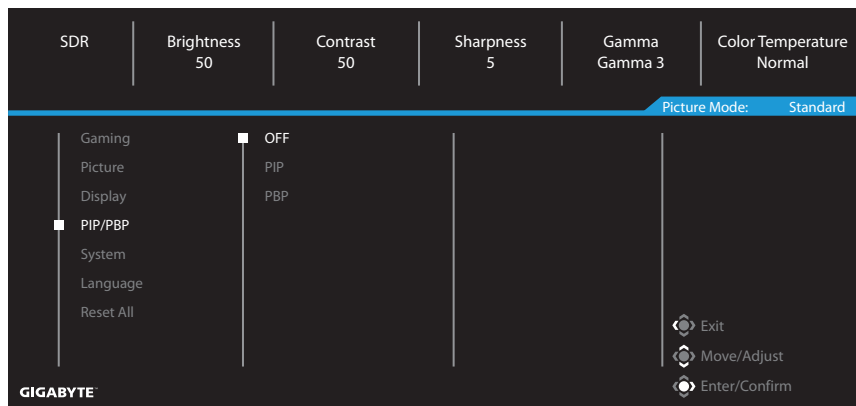 SDR
Brightness
50
Contrast
50
Sharpness
5
Gamma
Gamma 3
Color Temperature
Normal
Picture Mode: Standard
Gaming
Picture
Display
PIP/PBP
System
Language
Reset All
OFF
PIP
PBP
Exit
Move/Adjust
Enter/Confirm
GIGABYTE™